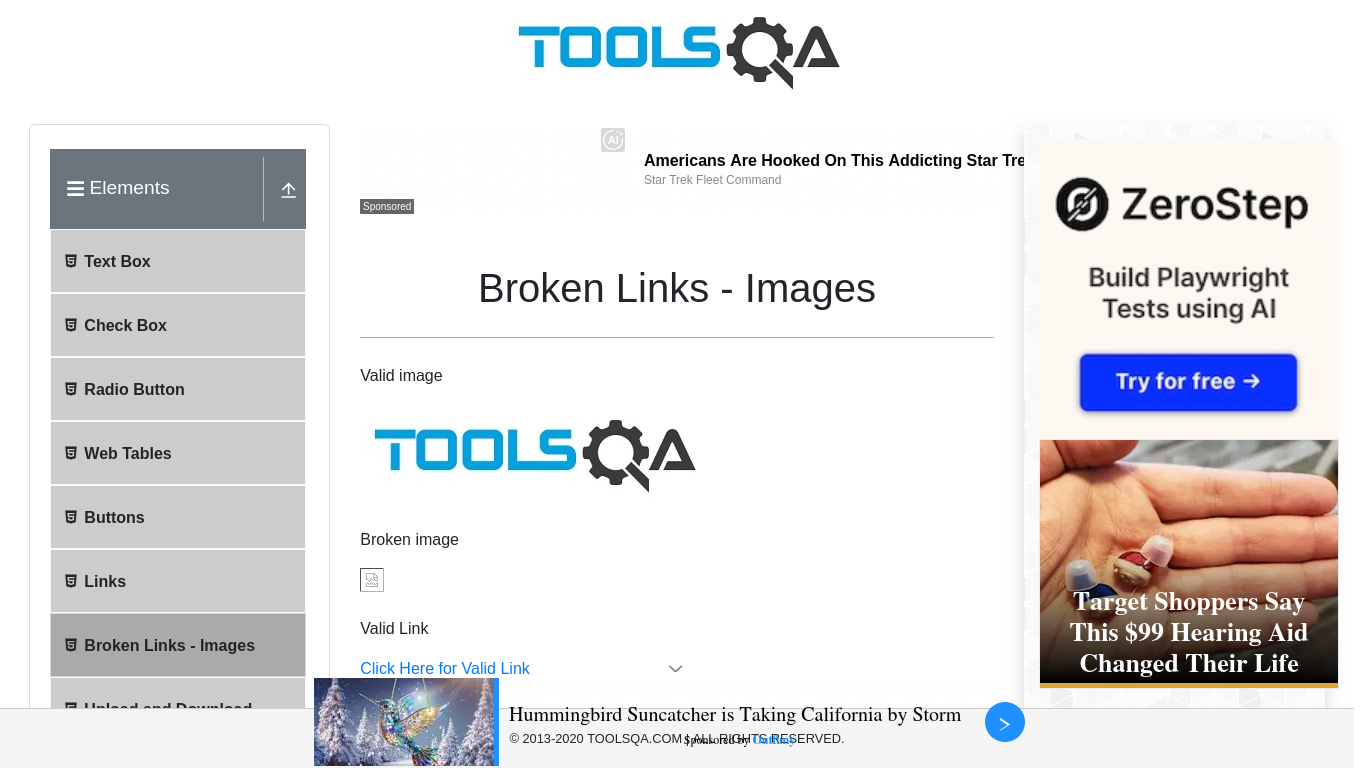 TOOLSQA
Elements
Text Box
Check Box
Radio Button
Web Tables
Buttons
Links
Broken Links - Images
Upload and Download
AI
Americans Are Hooked On This Addicting Star Tre
Star Trek Fleet Command
Sponsored
Broken Links - Images
Valid image
TOOLSQA
Broken image
Valid Link
Click Here for Valid Link
ZeroStep
Build Playwright
Tests using AI
Try for free →
Target Shoppers Say
This $99 Hearing Aid
Changed Their Life
Hummingbird Suncatcher is Taking California by Storm
© 2013-2020 TOOLSQA.COM | ALL RIGHTS RESERVED.
Sponsored by